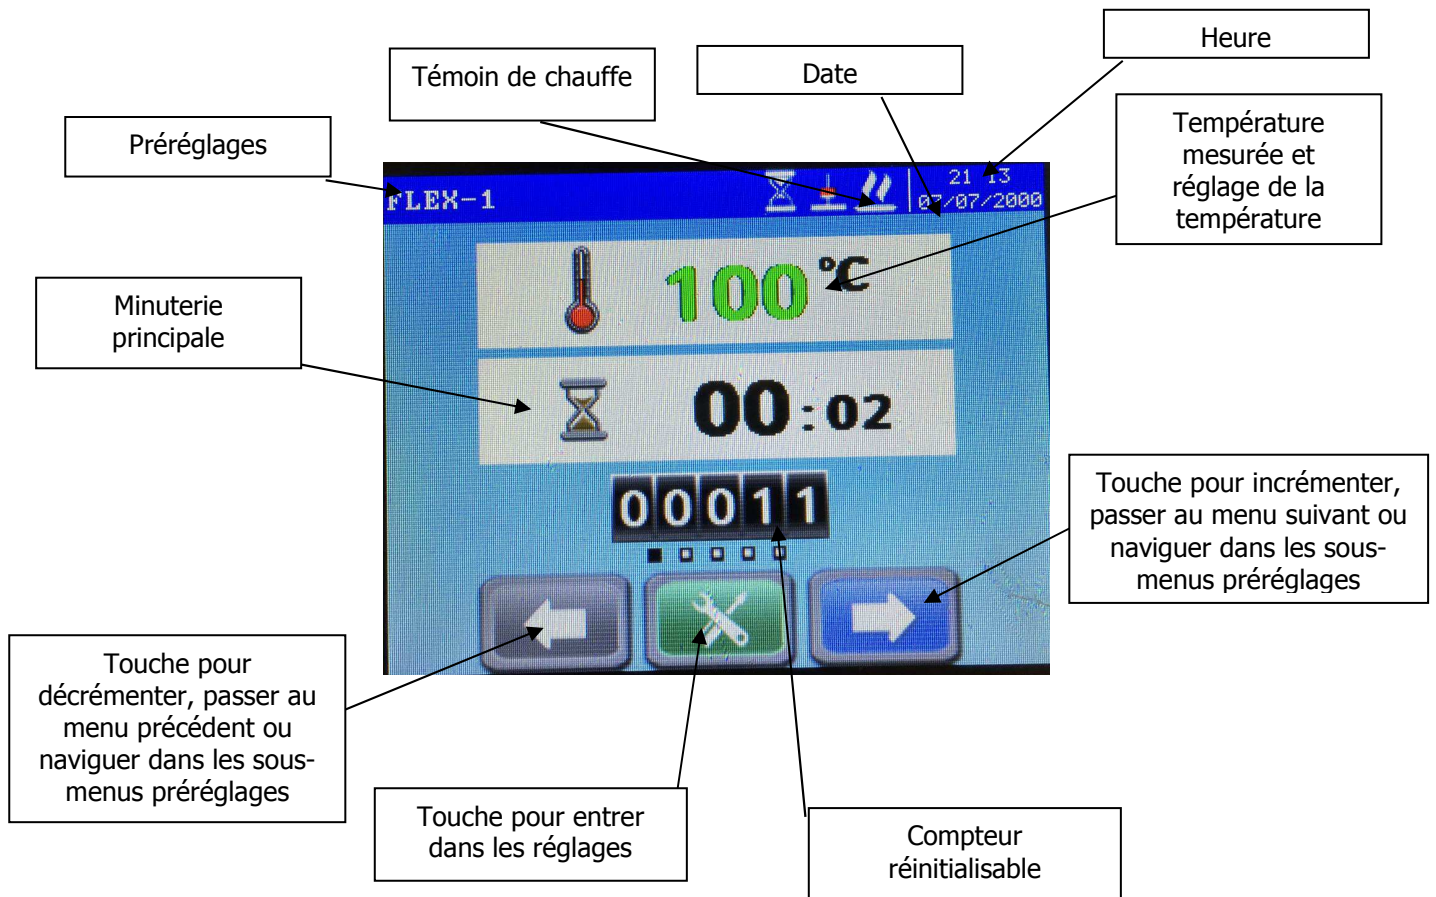 Heure
Témoin de chauffe
Date
Température
mesurée et
réglage de la
température
Préréglages
FLEX-1
21 13
07/07/2000
100 °C
Minuterie
principale
00:02
00011
Touche pour incrémenter,
passer au menu suivant ou
naviguer dans les sous-
menus préréglages
Touche pour
décrémenter, passer au
menu précédent ou
naviguer dans les sous-
menus préréglages
Touche pour entrer
dans les réglages
Compteur
réinitialisable